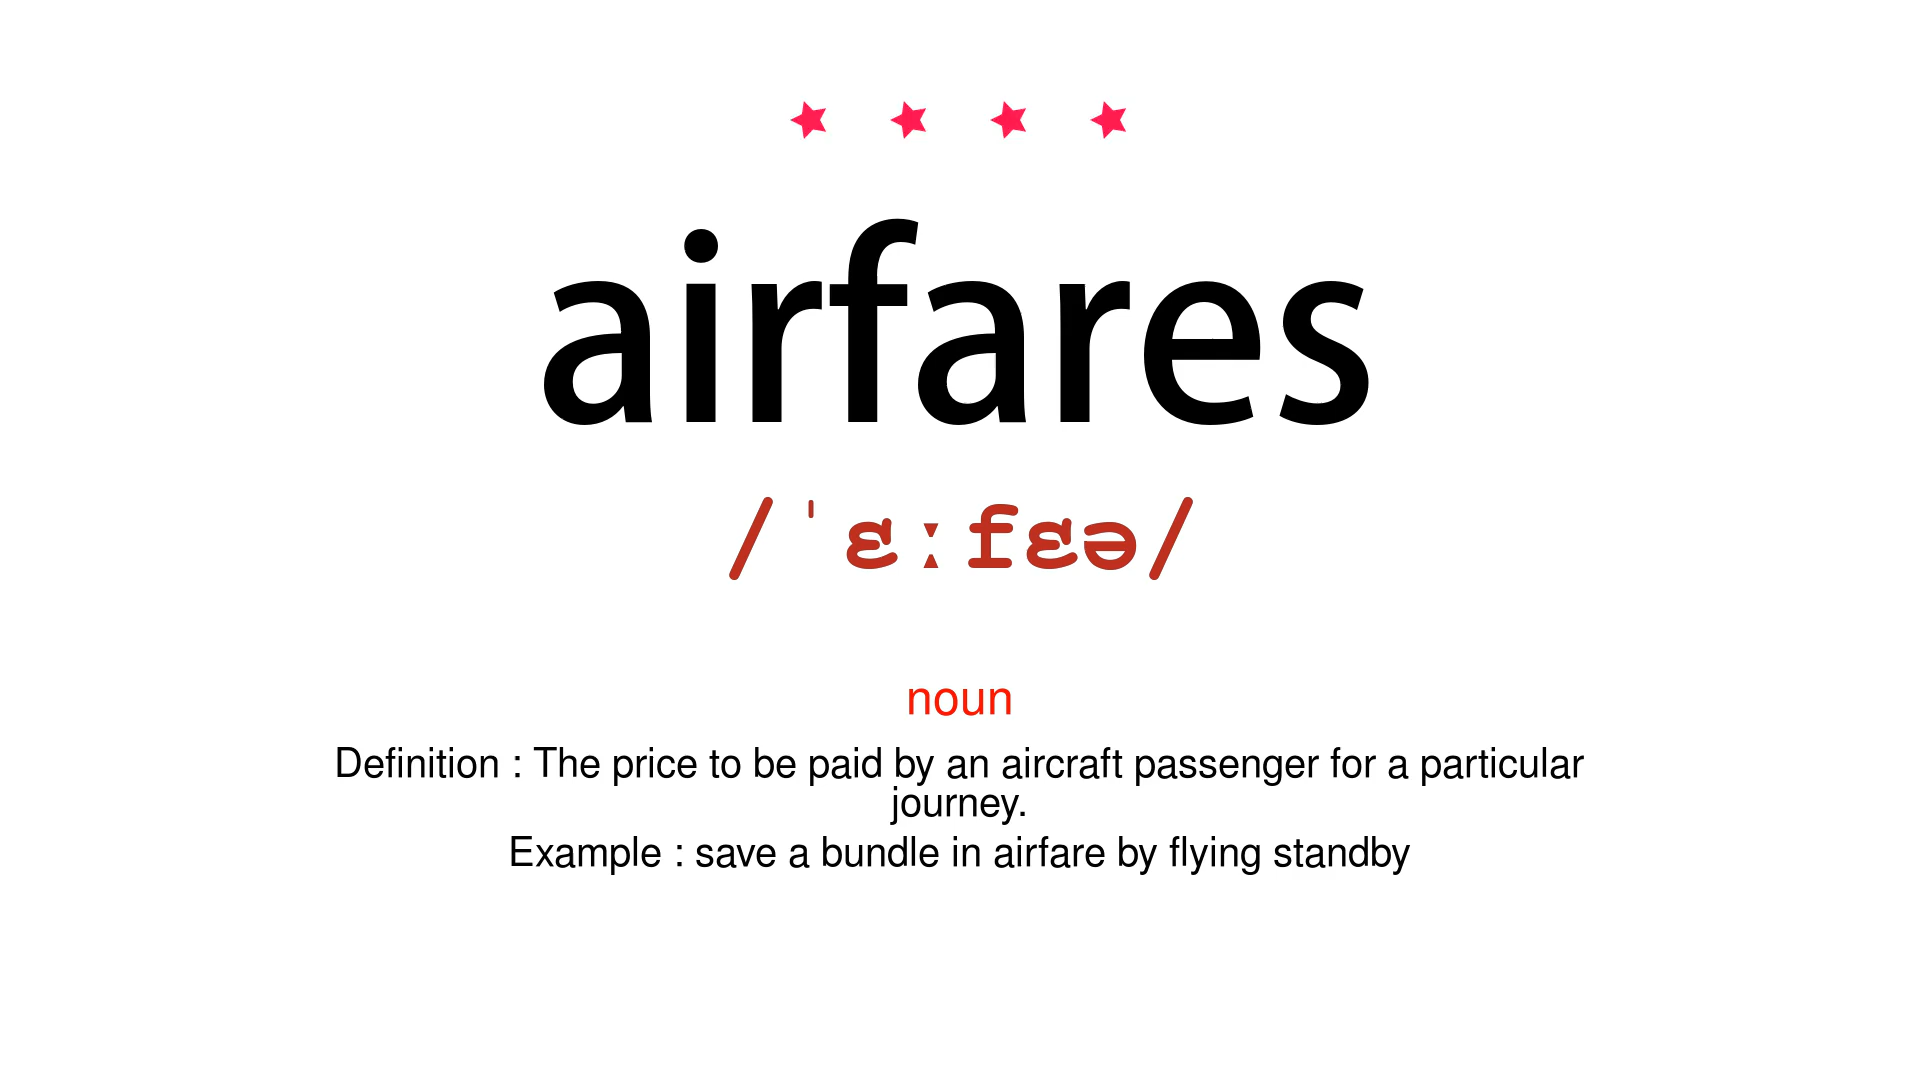 airfares
/ˈɛːfɛə/
noun
Definition : The price to be paid by an aircraft passenger for a particular
journey.
Example : save a bundle in airfare by flying standby